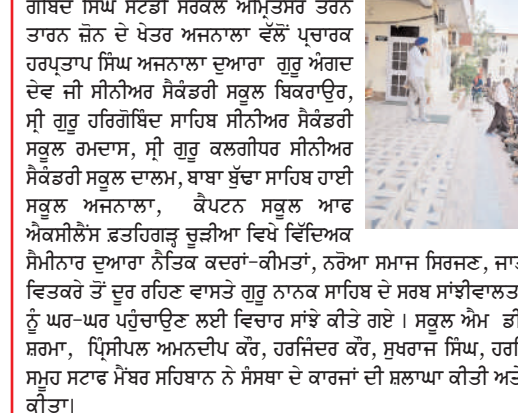 ਗੋਬਿੰਦ ਸਿੰਘ ਸਟੱਡੀ ਸਰਕਲ ਅੰਮ੍ਰਿਤਸਰ ਤਰਨ
ਤਾਰਨ ਜ਼ੋਨ ਦੇ ਖੇਤਰ ਅਜਨਾਲਾ ਵੱਲੋਂ ਪ੍ਰਚਾਰਕ
ਹਰਪ੍ਰਤਾਪ ਸਿੰਘ ਅਜਨਾਲਾ ਦੁਆਰਾ ਗੁਰੂ ਅੰਗਦ
ਦੇਵ ਜੀ ਸੀਨੀਅਰ ਸੈਕੰਡਰੀ ਸਕੂਲ ਬਿਕਰਾਉਰ,
ਸ੍ਰੀ ਗੁਰੂ ਹਰਿਗੋਬਿੰਦ ਸਾਹਿਬ ਸੀਨੀਅਰ ਸੈਕੰਡਰੀ
ਸਕੂਲ ਰਮਦਾਸ, ਸ੍ਰੀ ਗੁਰੂ ਕਲਗੀਧਰ ਸੀਨੀਅਰ
ਸੈਕੰਡਰੀ ਸਕੂਲ ਦਾਲਮ, ਬਾਬਾ ਬੁੱਢਾ ਸਾਹਿਬ ਹਾਈ
ਸਕੂਲ ਅਜਨਾਲਾ, ਕੈਪਟਨ ਸਕੂਲ ਆਫ
ਐਕਸੀਲੈਂਸ ਫ਼ਤਹਿਗੜ੍ਹ ਚੂੜੀਆ ਵਿਖੇ ਵਿੱਦਿਅਕ
ਸੈਮੀਨਾਰ ਦੁਆਰਾ ਨੈਤਿਕ ਕਦਰਾਂ-ਕੀਮਤਾਂ, ਨਰੋਆ ਸਮਾਜ ਸਿਰਜਣ, ਜਾਤ
ਵਿਤਕਰੇ ਤੋਂ ਦੂਰ ਰਹਿਣ ਵਾਸਤੇ ਗੁਰੂ ਨਾਨਕ ਸਾਹਿਬ ਦੇ ਸਰਬ ਸਾਂਝੀਵਾਲਤਾ
ਨੂੰ ਘਰ-ਘਰ ਪਹੁੰਚਾਉਣ ਲਈ ਵਿਚਾਰ ਸਾਂਝੇ ਕੀਤੇ ਗਏ । ਸਕੂਲ ਐਮ ਡੀ
ਸ਼ਰਮਾ, ਪ੍ਰਿੰਸੀਪਲ ਅਮਨਦੀਪ ਕੌਰ, ਹਰਜਿੰਦਰ ਕੌਰ, ਸੁਖਰਾਜ ਸਿੰਘ, ਹਰਿ
ਸਮੂਹ ਸਟਾਫ ਮੈਂਬਰ ਸਹਿਬਾਨ ਨੇ ਸੰਸਥਾ ਦੇ ਕਾਰਜਾਂ ਦੀ ਸ਼ਲਾਘਾ ਕੀਤੀ ਅਤੇ
ਕੀਤਾ।